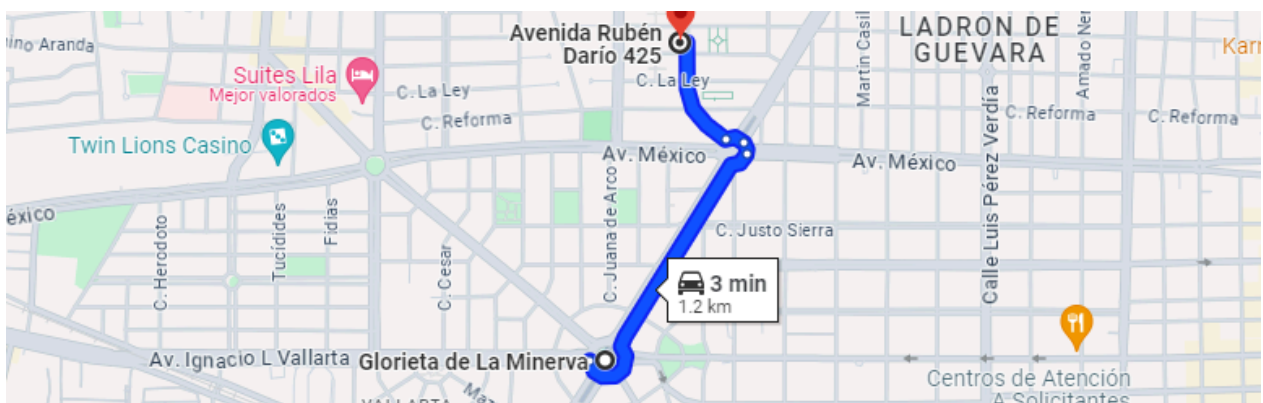 ino Aranda
Avenida Rubén
Darío 425
LADRON DE
GUEVARA
Martin Casil
Amado Ner
Karr
Suites Lila
Mejor valorados
C. La Ley
C. La Ley
C. Reforma
C. Reforma
C. Reforma
Twin Lions Casino
Av. México
Av. México
éxico
C. Herodoto
Tucídides
Fidias
C. Cesar
C. Juana de Arco
C. Justo Sierra
Calle Luis Pérez Verdía
3 min
1.2 km
Av. Ignacio L Vallarta
Glorieta de La Minerva
Centros de Atención
A Solicitantes
VALLARTA